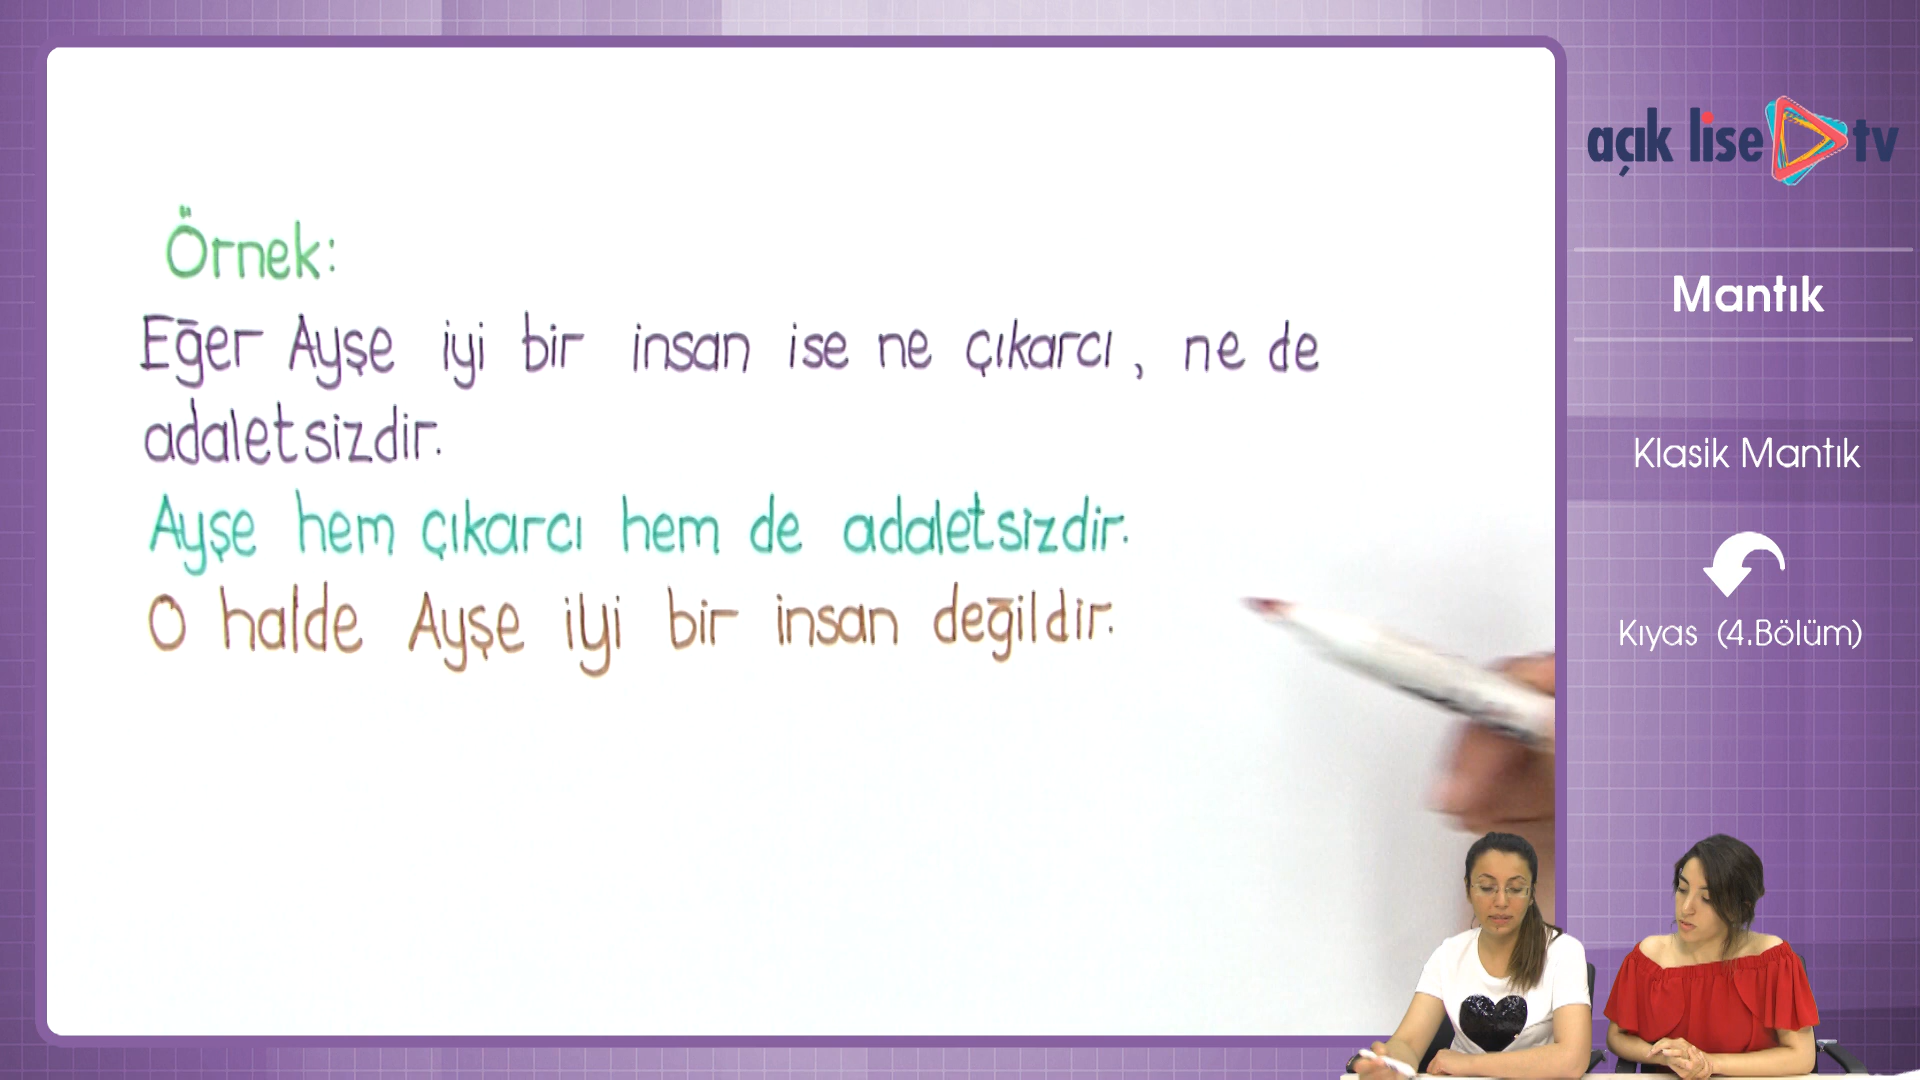 Örnek:
Eğer Ayşe iyi bir insan ise ne çıkarcı, ne de
adaletsizdir.
Ayşe hem çıkarcı hem de adaletsizdir.
O halde Ayşe iyi bir insan değildir.
açık lise tv
Mantık
Klasik Mantık
Kıyas (4.Bölüm)